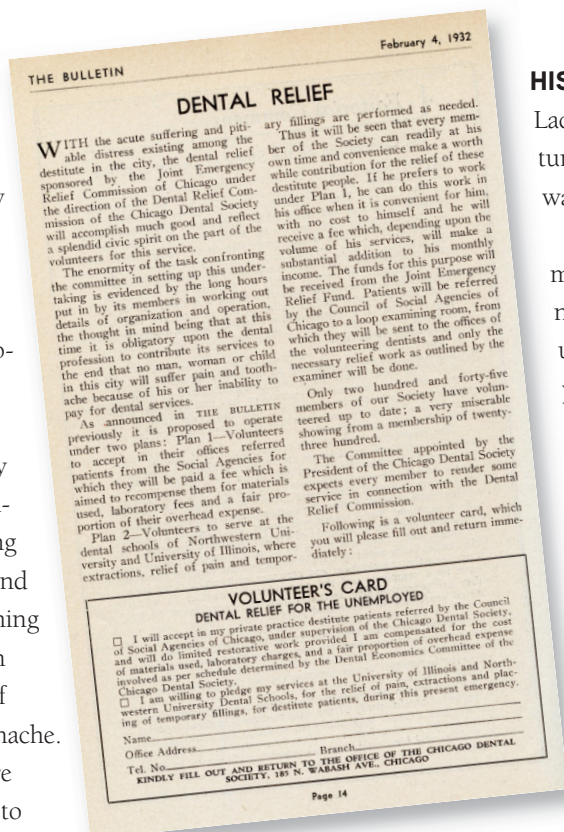 THE BULLETIN
February 4, 1932
DENTAL RELIEF
WITH the acute suffering and piti-
able distress existing among the
destitute in the city, the dental relief
sponsored by the Joint Emergency
Relief Commission of Chicago under
the direction of the Dental Relief Com-
mission of the Chicago Dental Society
will accomplish much good and reflect
a splendid civic spirit on the part of the
volunteers for this service.
The enormity of the task confronting
the committee in setting up this under-
taking is evidenced by the long hours
put in by its members in working out
details of organization and operation,
the thought in mind being that at this
time it is obligatory upon the dental
profession to contribute its services to
the end that no man, woman or child
in this city will suffer pain and tooth-
ache because of his or her inability to
pay for dental services.
As announced in THE BULLETIN
previously it is proposed to operate
under two plans: Plan 1—Volunteers
to accept in their offices referred
patients from the Social Agencies for
which they will be paid a fee which is
aimed to recompense them for materials
used, laboratory fees and a fair pro-
portion of their overhead expense.
Plan 2—Volunteers to serve at the
dental schools of Northwestern Uni-
versity and University of Illinois, where
extractions, relief of pain and tempor-
ary fillings are performed as needed.
Thus it will be seen that every mem-
ber of the Society can readily at his
own time and convenience make a worth
while contribution for the relief of these
destitute people. If he prefers to work
under Plan 1, he can do this work in
his office when it is convenient for him,
with no cost to himself and he will
receive a fee which, depending upon the
volume of his services, will make a
substantial addition to his monthly
income. The funds for this purpose will
be received from the Joint Emergency
Relief Fund. Patients will be referred
by the Council of Social Agencies of
Chicago to a loop examining room, from
which they will be sent to the offices of
the volunteering dentists and only the
necessary relief work as outlined by the
examiner will be done.
Only two hundred and forty-five
members of our Society have volun-
teered up to date; a very miserable
showing from a membership of twenty-
three hundred.
The Committee appointed by the
President of the Chicago Dental Society
expects every member to render some
service in connection with the Dental
Relief Commission.
Following is a volunteer card, which
you will please fill out and return imme-
diately:
VOLUNTEER'S CARD
DENTAL RELIEF FOR THE UNEMPLOYED
I will accept in my private practice destitute patients referred by the Council
of Social Agencies of Chicago, under supervision of the Chicago Dental Society,
and will do limited restorative work provided I am compensated for the cost
of materials used, laboratory charges, and a fair proportion of overhead expense
involved as per schedule determined by the Dental Economics Committee of the
Chicago Dental Society.
I am willing to pledge my services at the University of Illinois and North-
western University Dental Schools, for the relief of pain, extractions and plac-
ing of temporary fillings, for destitute patients, during this present emergency.
Name
Office Address
Tel. No. Branch
KINDLY FILL OUT AND RETURN TO THE OFFICE OF THE CHICAGO DENTAL
SOCIETY, 185 N. WABASH AVE., CHICAGO
Page 14
y
o-
y
ng
nd
ning
n
f
nache.
re
to
HIS
Lac
tur
wa
m